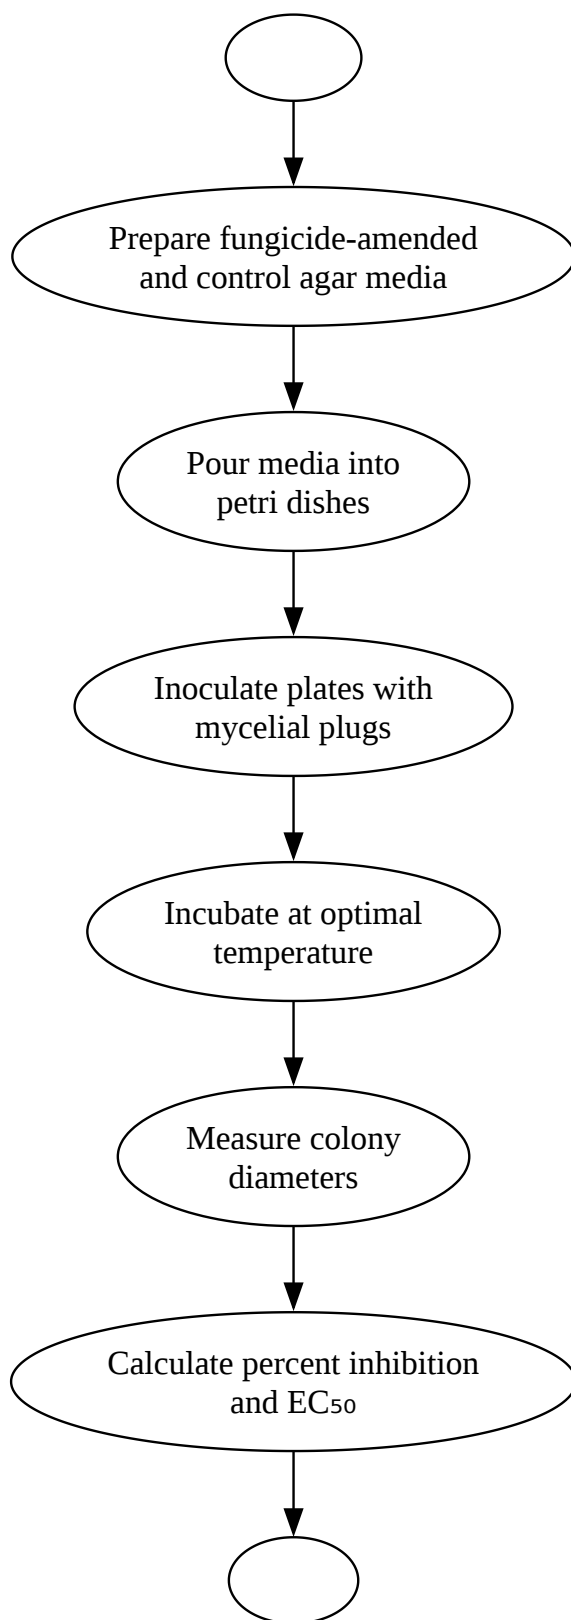 Prepare fungicide-amended
and control agar media
Pour media into
petri dishes
Inoculate plates with
mycelial plugs
Incubate at optimal
temperature
Measure colony
diameters
Calculate percent inhibition
and EC₅₀